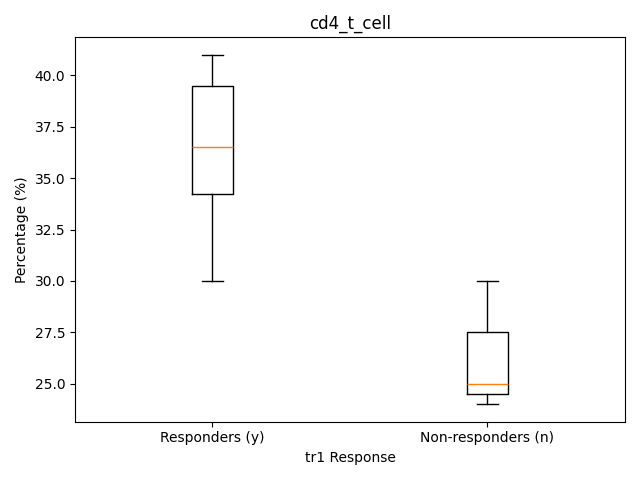 cd4_t_cell
Percentage (%)
40.0
37.5
35.0
32.5
30.0
27.5
25.0
Responders (y) Non-responders (n)
tr1 Response